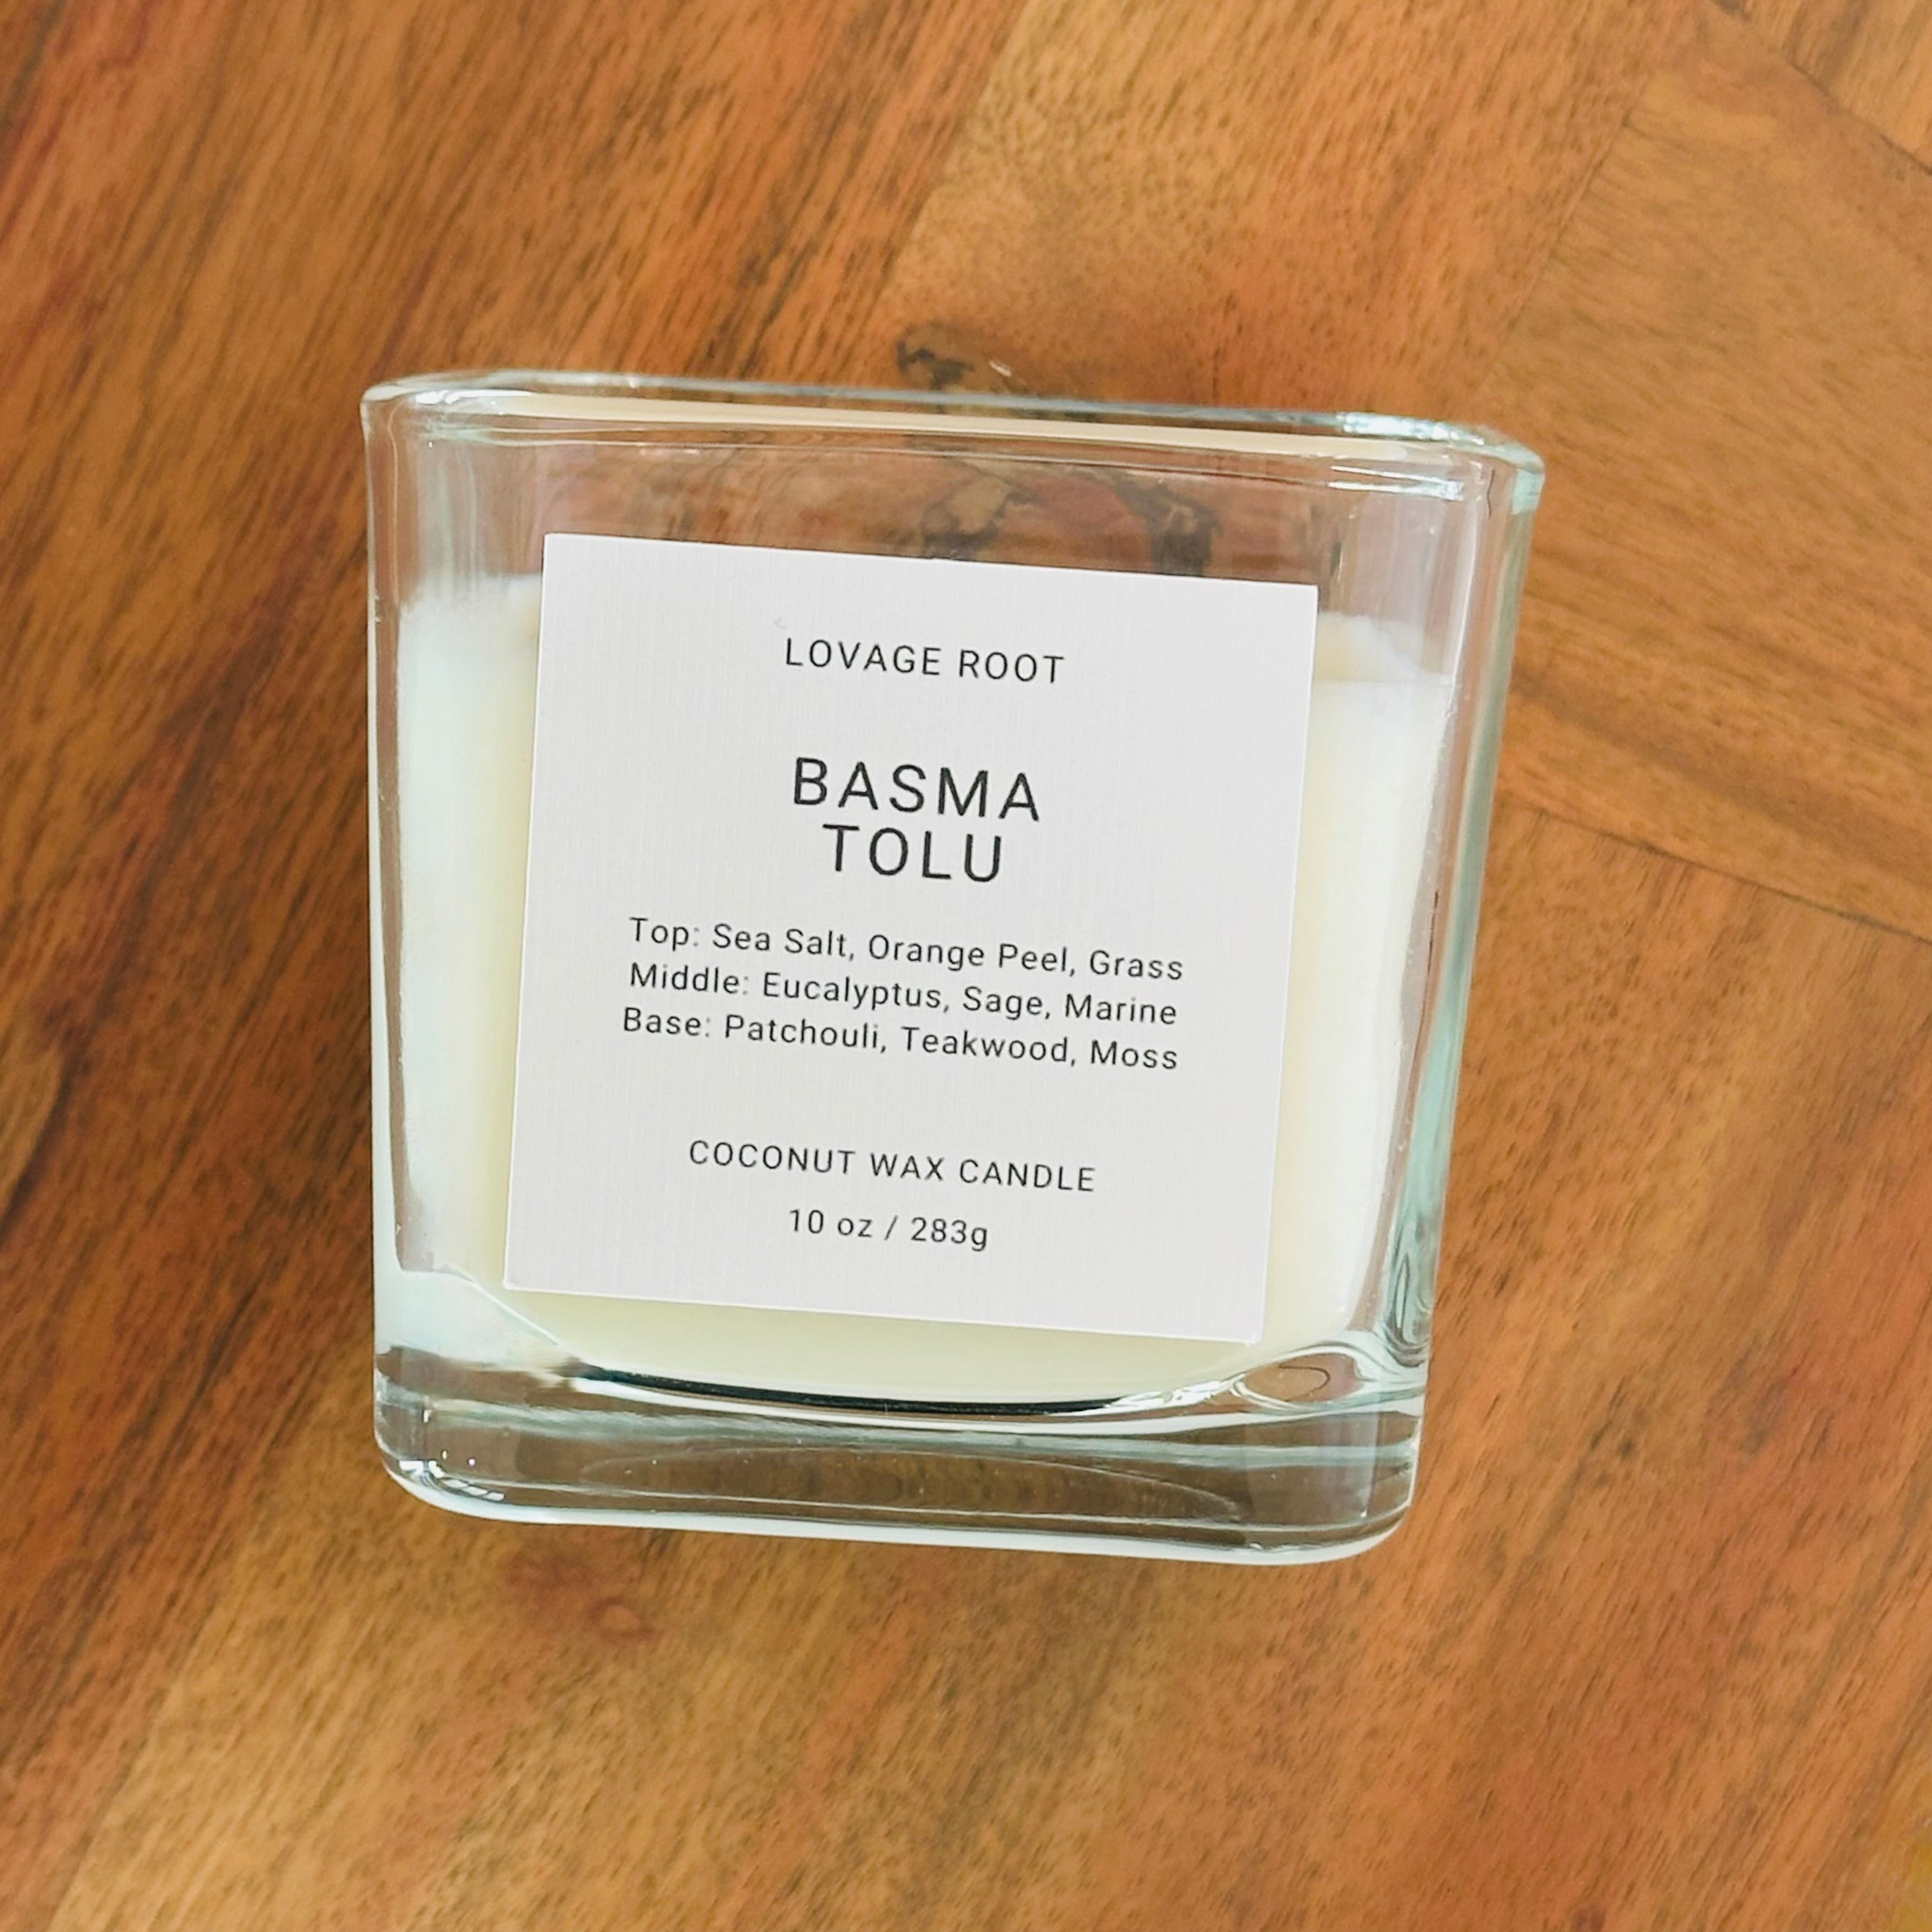 LOVAGE ROOT
BASMA
TOLU
Top: Sea Salt, Orange Peel, Grass
Middle: Eucalyptus, Sage, Marine
Base: Patchouli, Teakwood, Moss
COCONUT WAX CANDLE
10 oz / 283g